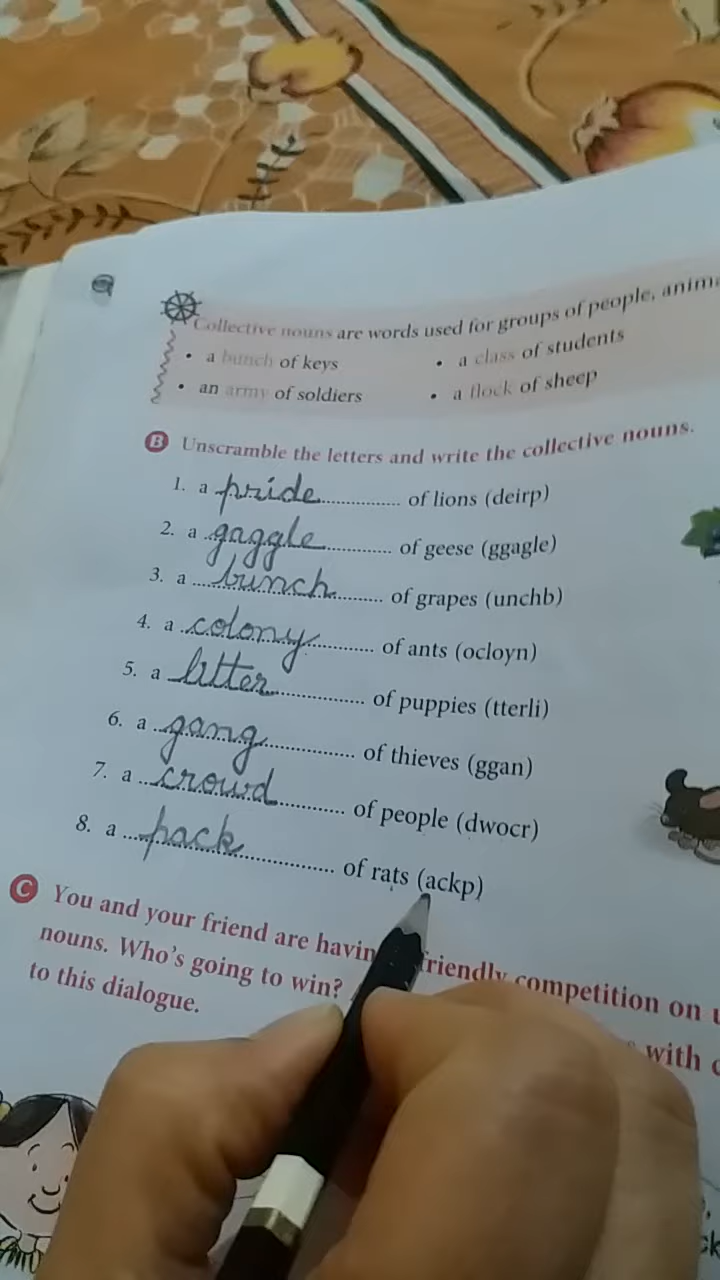 Collective nouns are words used for groups of people,
• a bunch of keys • a class of students
• an army of soldiers • a flock of sheep
B Unscramble the letters and write the collective nouns.
1. a pride of lions (deirp)
2. a gaggle of geese (ggagle)
3. a bunch of grapes (unchb)
4. a colony of ants (ocloyn)
5. a litter of puppies (tterli)
6. a gang of thieves (ggan)
7. a crowd of people (dwocr)
8. a pack of rats (ackp)
C You and your friend are friendly competition on
nouns. Who's going to win? with
to this dialogue.